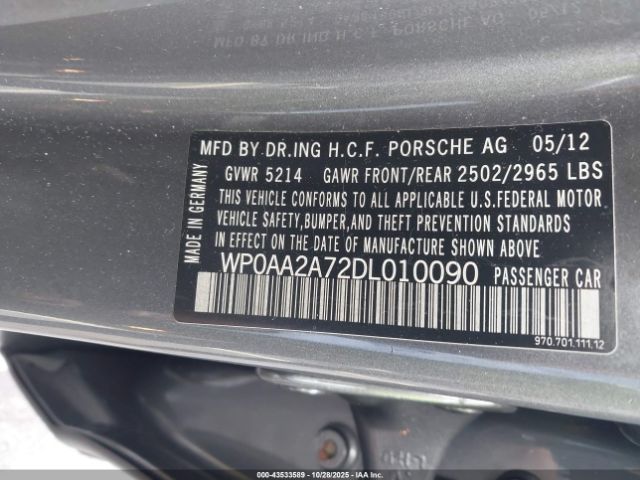 MFD BY DR.ING H.C.F. PORSCHE AG 05/12
GVWR 5214 GAWR FRONT/REAR 2502/2965 LBS
THIS VEHICLE CONFORMS TO ALL APPLICABLE U.S.FEDERAL MOTOR
VEHICLE SAFETY,BUMPER,AND THEFT PREVENTION STANDARDS
IN EFFECT ON THE DATE OF MANUFACTURE SHOWN ABOVE.
WP0AA2A72DL010090 PASSENGER CAR
MADE IN GERMANY
970.701.111.12
000-43533589 | 10/28/2025 | IAAI.COM